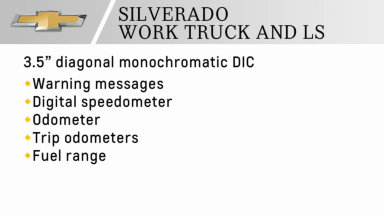 SILVERADO
WORK TRUCK AND LS
3.5” diagonal monochromatic DIC
Warning messages
Digital speedometer
Odometer
Trip odometers
Fuel range